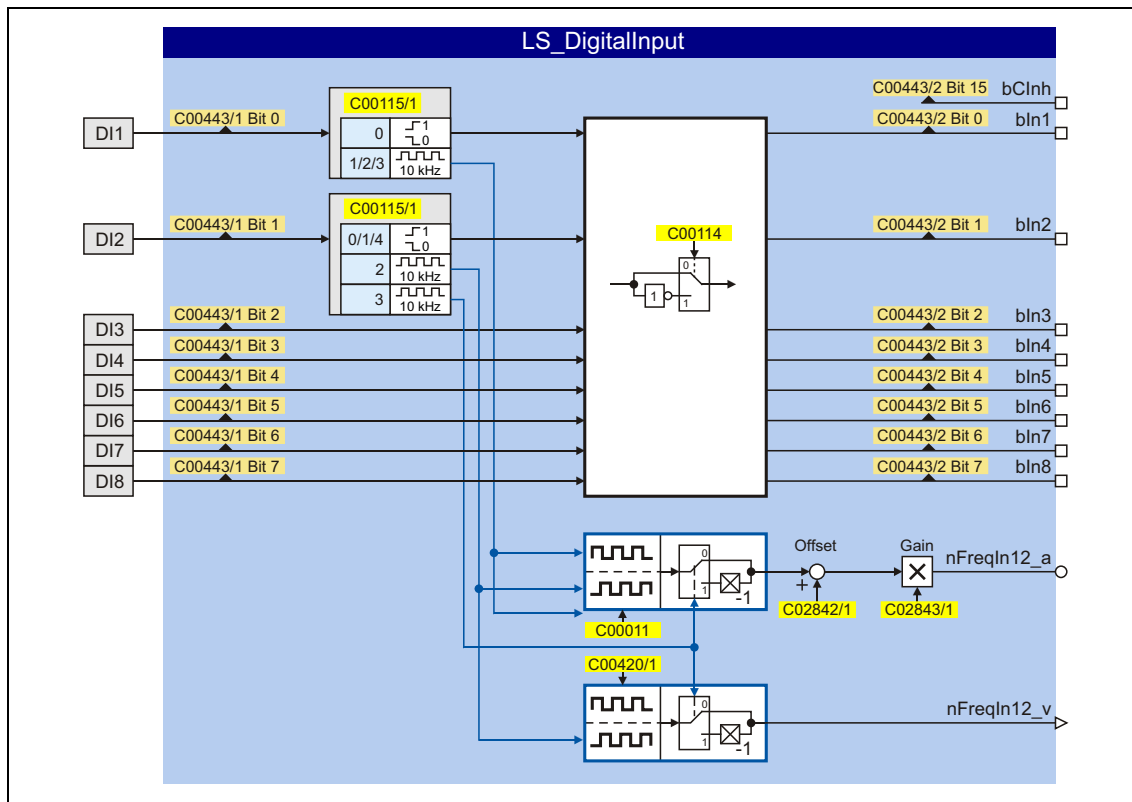 LS_DigitalInput
C00443/2 Bit 15 bCInh
DI1 C00443/1 Bit 0 C00115/1 C00443/2 Bit 0 bIn1
0 1 0
1/2/3 10 kHz
DI2 C00443/1 Bit 1 C00115/1 C00443/2 Bit 1 bIn2
0/1/4 1 0
2 10 kHz
3 10 kHz
C00114
0
1 1
DI3 C00443/1 Bit 2 C00443/2 Bit 2 bIn3
DI4 C00443/1 Bit 3 C00443/2 Bit 3 bIn4
DI5 C00443/1 Bit 4 C00443/2 Bit 4 bIn5
DI6 C00443/1 Bit 5 C00443/2 Bit 5 bIn6
DI7 C00443/1 Bit 6 C00443/2 Bit 6 bIn7
DI8 C00443/1 Bit 7 C00443/2 Bit 7 bIn8
Offset Gain nFreqIn12_a
0
1 -1 +
C00011 C02842/1 C02843/1
C00420/1
0 nFreqIn12_v
1 -1